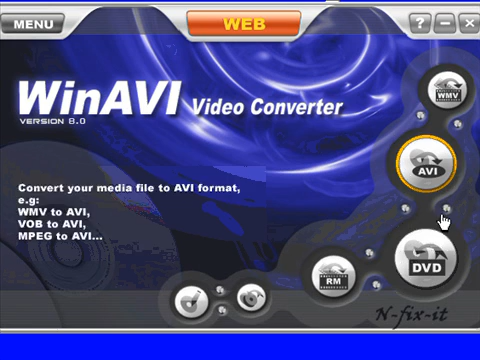 MENU
WEB
? – ×
WinAVI Video Converter
VERSION 8.0
WMV
AVI
Convert your media file to AVI format,
e.g:
WMV to AVI,
VOB to AVI,
MPEG to AVI...
DVD
RM
N-fix-it